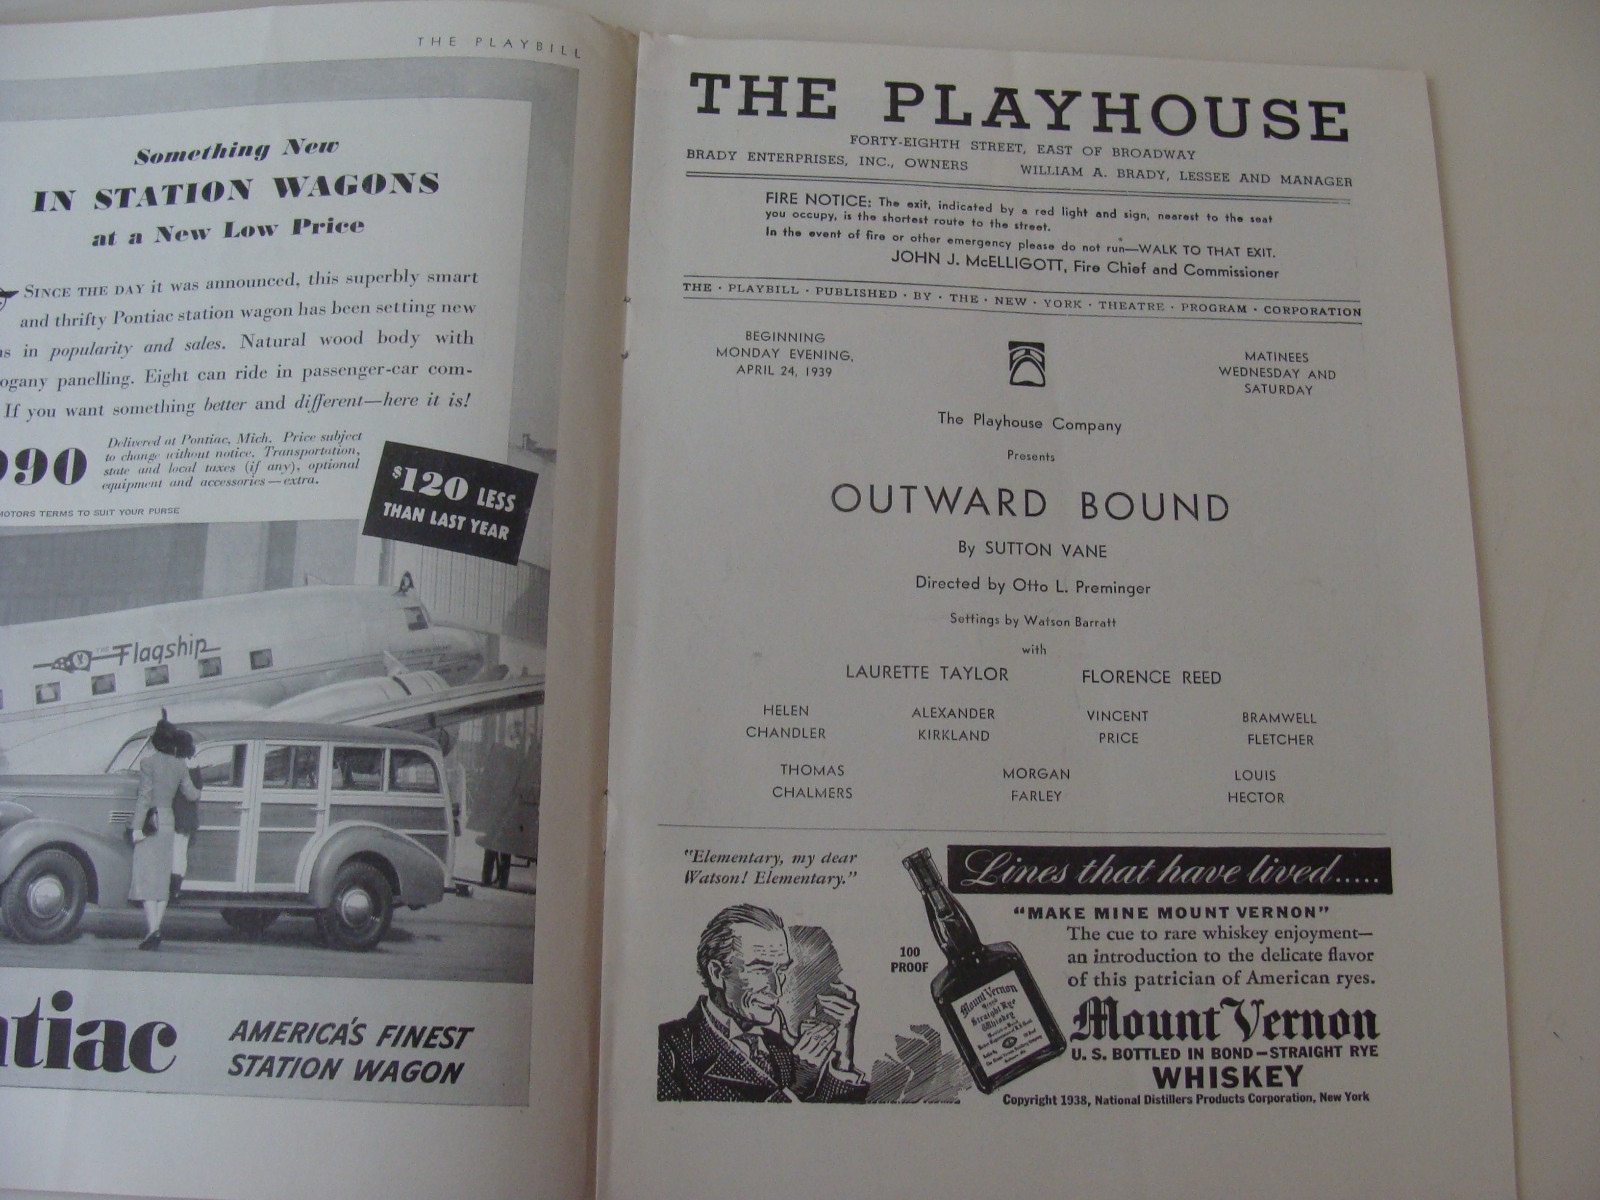 THE PLAYBILL
Something New
IN STATION WAGONS
at a New Low Price
SINCE THE DAY it was announced, this superbly smart
and thrifty Pontiac station wagon has been setting new
in popularity and sales. Natural wood body with
panelling. Eight can ride in passenger-car com-
If you want something better and different—here it is!
90
Delivered at Pontiac, Mich. Price subject
to change without notice. Transportation,
state and local taxes (if any), optional
equipment and accessories—extra.
MOTORS TERMS TO SUIT YOUR PURSE
$120 LESS
THAN LAST YEAR
THE Flagship
tiac
AMERICA'S FINEST
STATION WAGON
THE PLAYHOUSE
FORTY-EIGHTH STREET, EAST OF BROADWAY
BRADY ENTERPRISES, INC., OWNERS WILLIAM A. BRADY, LESSEE AND MANAGER
FIRE NOTICE: The exit, indicated by a red light and sign, nearest to the seat
you occupy, is the shortest route to the street.
In the event of fire or other emergency please do not run—WALK TO THAT EXIT.
JOHN J. McELLIGOTT, Fire Chief and Commissioner
THE · PLAYBILL · PUBLISHED · BY · THE · NEW · YORK · THEATRE · PROGRAM · CORPORATION
BEGINNING
MONDAY EVENING,
APRIL 24, 1939
MATINEES
WEDNESDAY AND
SATURDAY
The Playhouse Company
Presents
OUTWARD BOUND
By SUTTON VANE
Directed by Otto L. Preminger
Settings by Watson Barratt
with
LAURETTE TAYLOR FLORENCE REED
HELEN ALEXANDER VINCENT BRAMWELL
CHANDLER KIRKLAND PRICE FLETCHER
THOMAS MORGAN LOUIS
CHALMERS FARLEY HECTOR
"Elementary, my dear
Watson! Elementary."
100
PROOF
Mount Vernon
Straight Rye
Whiskey
Lines that have lived.....
"MAKE MINE MOUNT VERNON"
The cue to rare whiskey enjoyment—
an introduction to the delicate flavor
of this patrician of American ryes.
Mount Vernon
U. S. BOTTLED IN BOND—STRAIGHT RYE
WHISKEY
Copyright 1938, National Distillers Products Corporation, New York